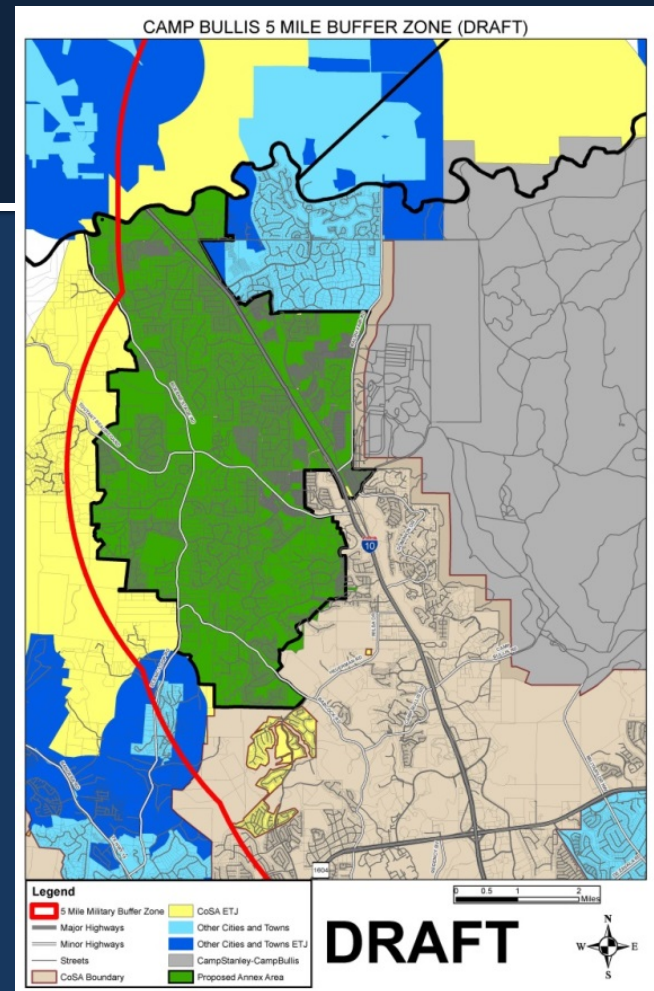 CAMP BULLIS 5 MILE BUFFER ZONE (DRAFT)
10
1604
Legend
5 Mile Military Buffer Zone
Major Highways
Minor Highways
Streets
CoSA Boundary
CoSA ETJ
Other Cities and Towns
Other Cities and Towns ETJ
CampStanley-CampBullis
Proposed Annex Area
0 0.5 1 2
Miles
DRAFT
N
W E
S